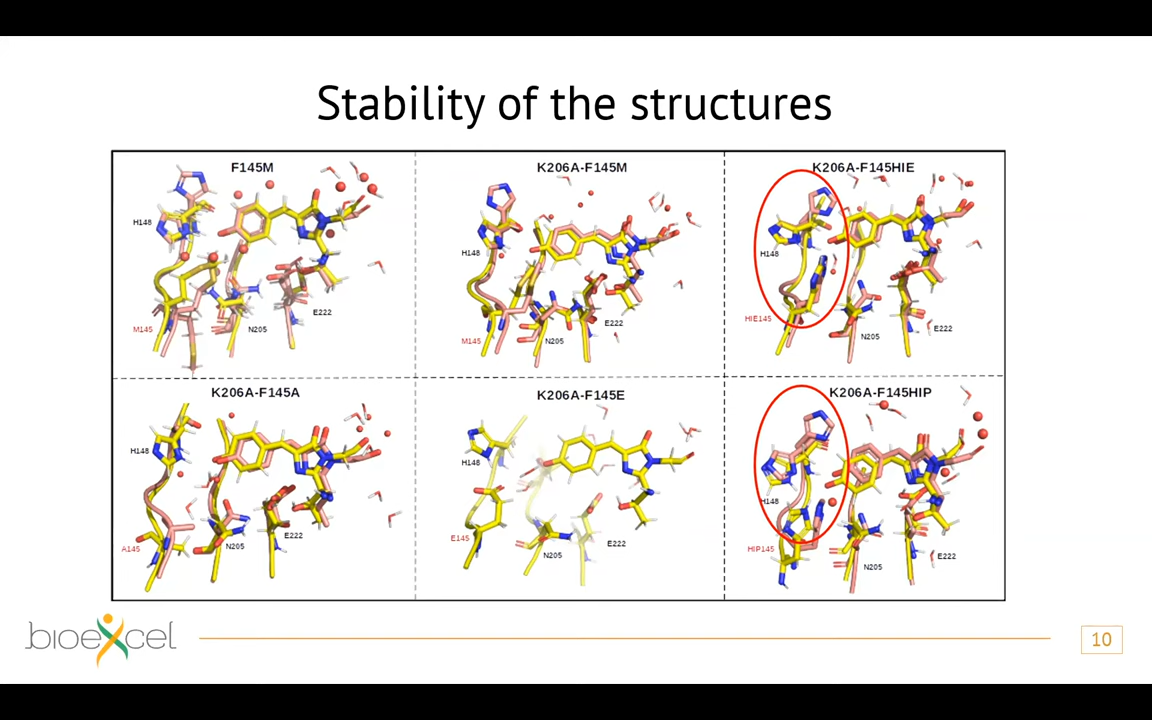 Stability of the structures
F145M
H148
M145
N205
E222
K206A-F145M
H148
M145
N205
E222
K206A-F145HIE
H148
HIE145
N205
E222
K206A-F145A
H148
A145
N205
E222
K206A-F145E
H148
E145
N205
E222
K206A-F145HIP
H148
HIP145
N205
E222
bioexcel
10